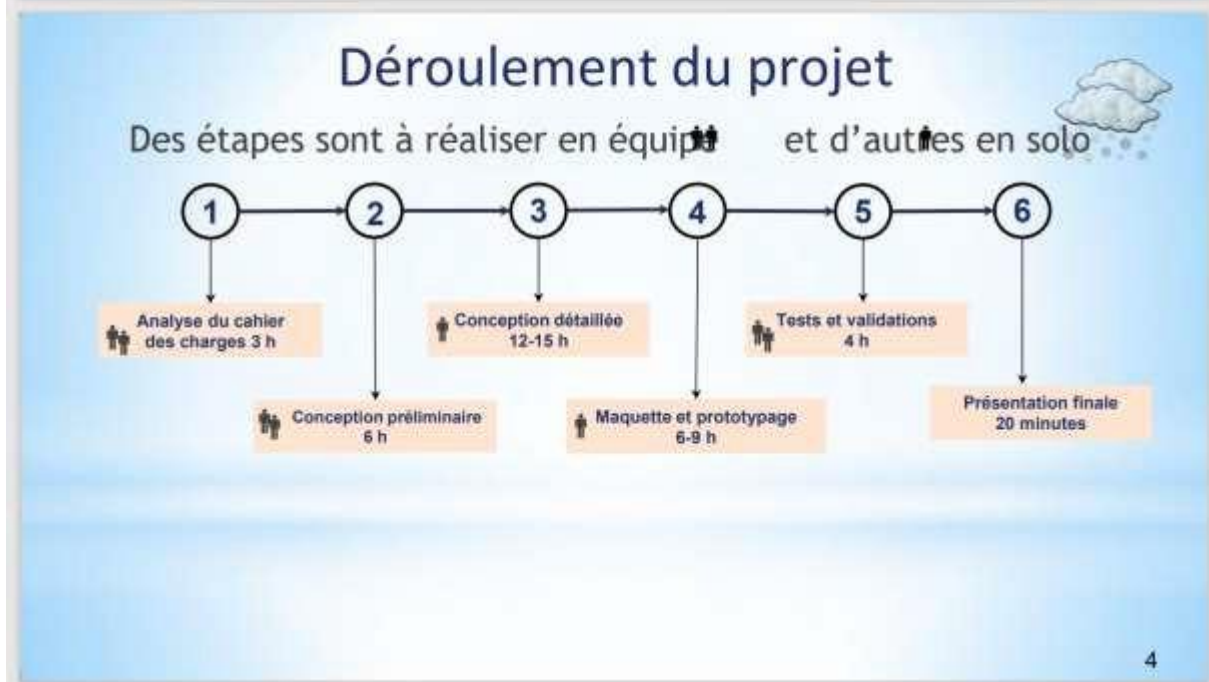 Déroulement du projet
Des étapes sont à réaliser en équipe et d'autres en solo
1
2
3
4
5
6
Analyse du cahier
des charges 3 h
Conception détaillée
12-15 h
Tests et validations
4 h
Conception préliminaire
6 h
Maquette et prototypage
6-9 h
Présentation finale
20 minutes
4